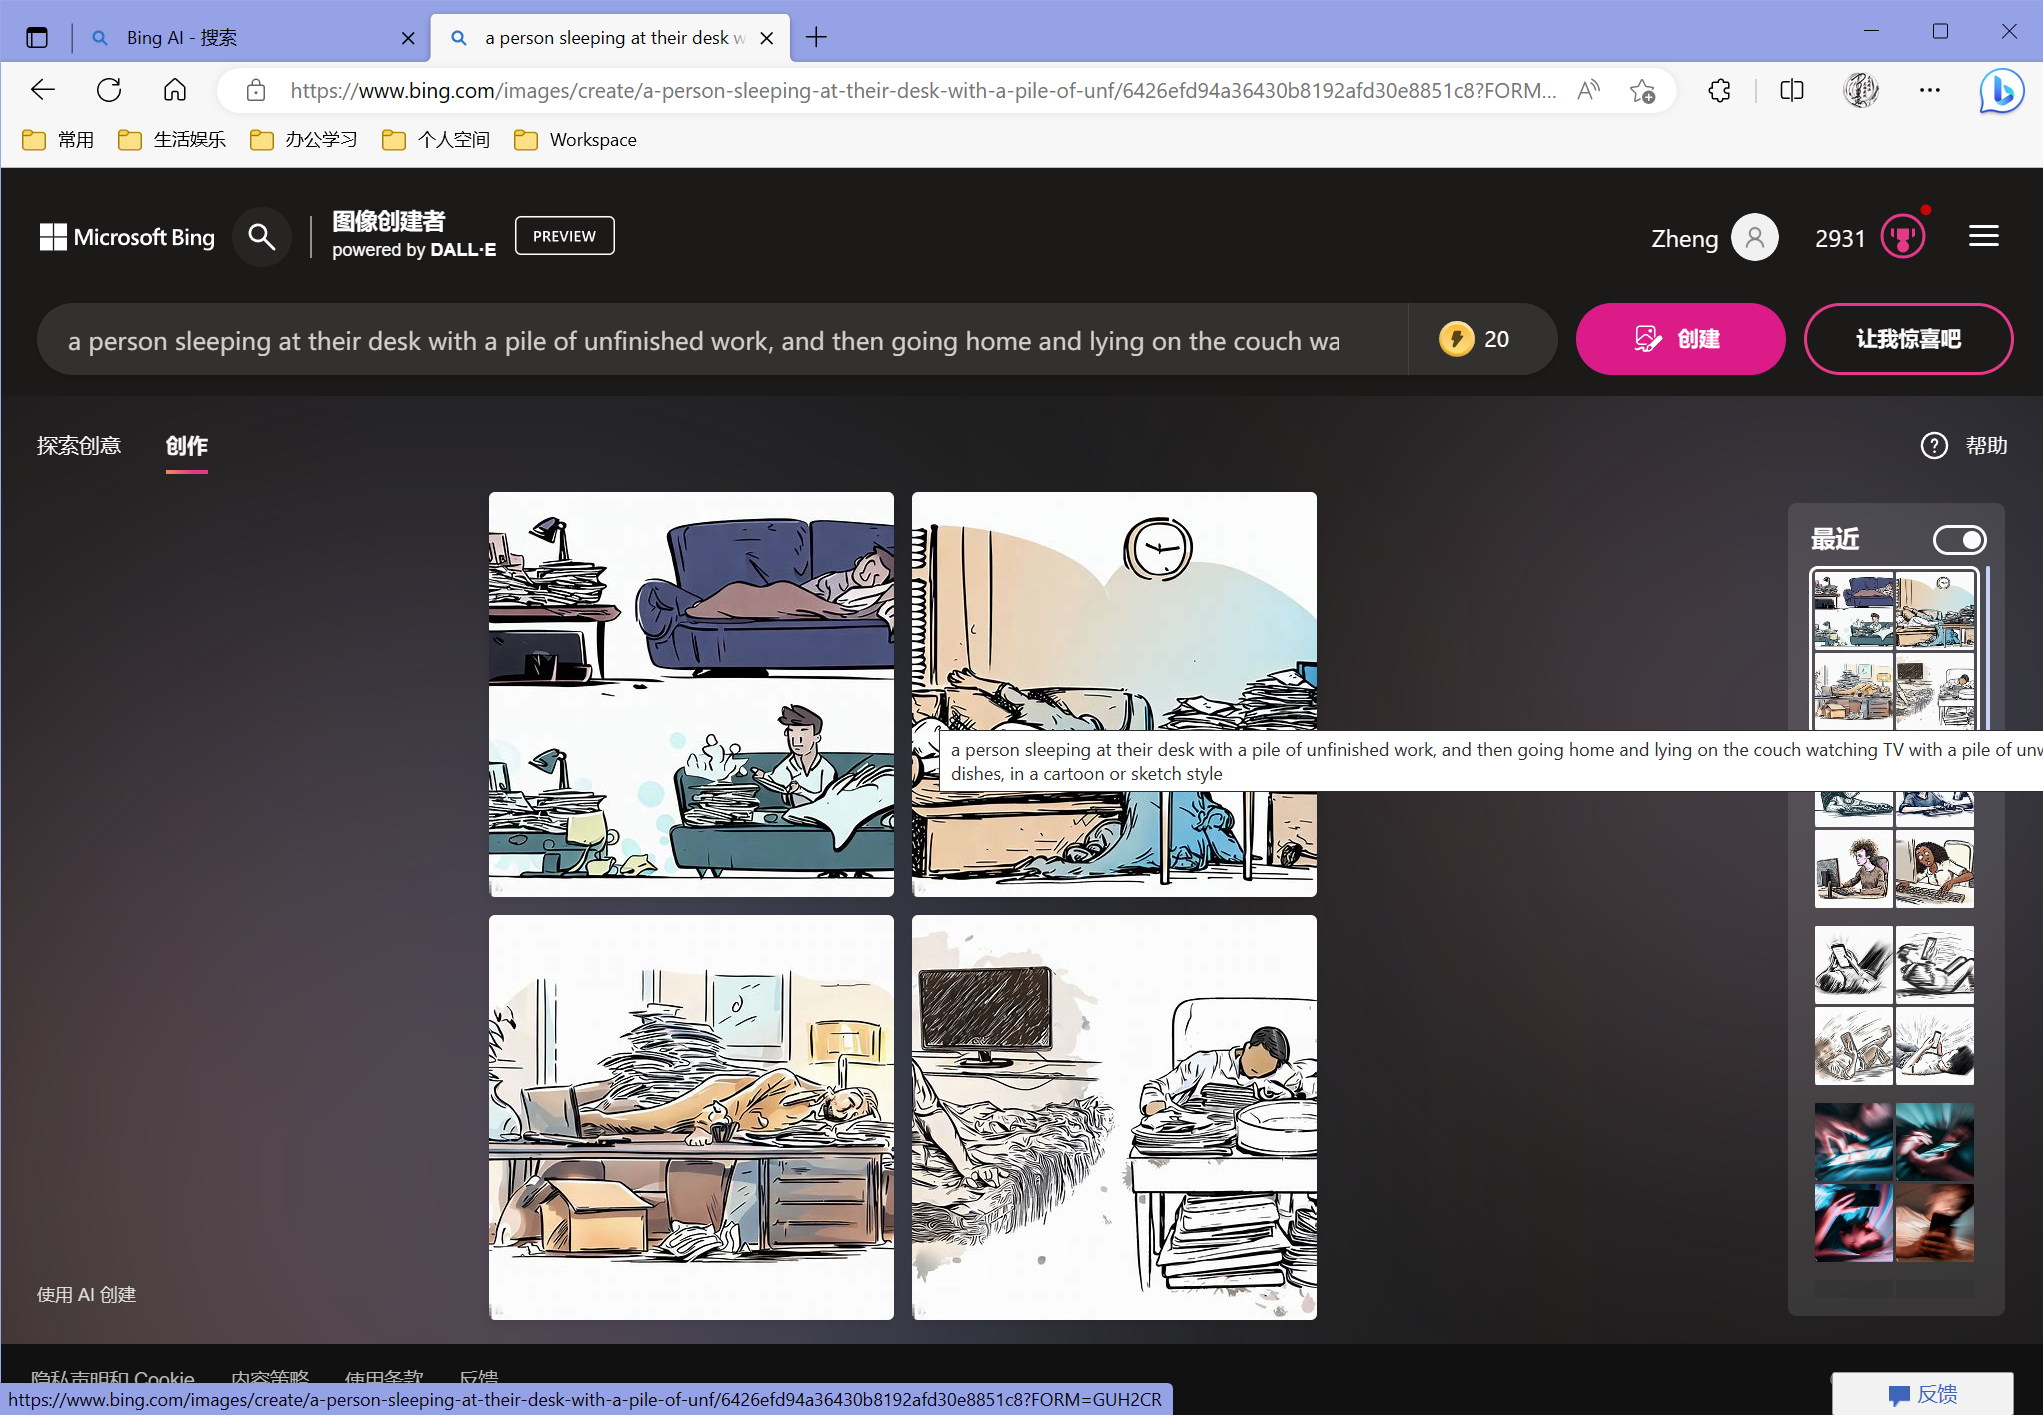 Bing AI - 搜索
a person sleeping at their desk w
https://www.bing.com/images/create/a-person-sleeping-at-their-desk-with-a-pile-of-unf/6426efd94a36430b8192afd30e8851c8?FORM...
常用
生活娱乐
办公学习
个人空间
Workspace
Microsoft Bing
图像创建者
powered by DALL·E
PREVIEW
Zheng
2931
a person sleeping at their desk with a pile of unfinished work, and then going home and lying on the couch wa
20
创建
让我惊喜吧
探索创意
创作
帮助
最近
a person sleeping at their desk with a pile of unfinished work, and then going home and lying on the couch watching TV with a pile of unw
dishes, in a cartoon or sketch style
使用 AI 创建
隐私声明和 Cookie
内容策略
使用条款
反馈
https://www.bing.com/images/create/a-person-sleeping-at-their-desk-with-a-pile-of-unf/6426efd94a36430b8192afd30e8851c8?FORM=GUH2CR
反馈